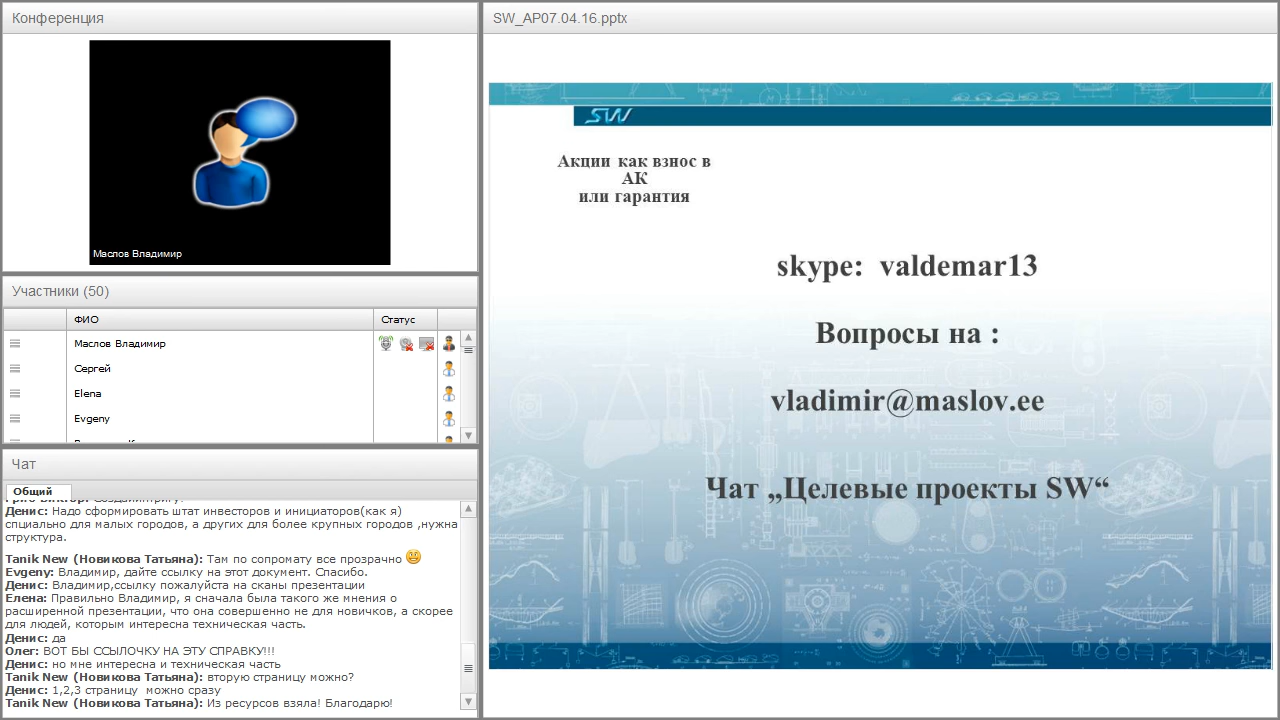 Конференция
Маслов Владимир
Участники (50)
ФИО
Статус
Маслов Владимир
Сергей
Elena
Evgeny
Чат
Общий
Денис: Надо сформировать штат инвесторов и инициаторов(как я)
спциально для малых городов, а других для более крупных городов ,нужна
структура.
Tanik New (Новикова Татьяна): Там по сопромату все прозрачно
Evgeny: Владимир, дайте ссылку на этот документ. Спасибо.
Денис: Владимир,ссылку пожалуйста на сканы презентации
Елена: Правильно Владимир, я сначала была такого же мнения о
расширенной презентации, что она совершенно не для новичков, а скорее
для людей, которым интересна техническая часть.
Денис: да
Олег: ВОТ БЫ ССЫЛОЧКУ НА ЭТУ СПРАВКУ!!!
Денис: но мне интересна и техническая часть
Tanik New (Новикова Татьяна): вторую страницу можно?
Денис: 1,2,3 страницу можно сразу
Tanik New (Новикова Татьяна): Из ресурсов взяла! Благодарю!
SW_AP07.04.16.pptx
SW
Акции как взнос в
АК
или гарантия
skype: valdemar13
Вопросы на :
vladimir@maslov.ee
Чат „Целевые проекты SW“